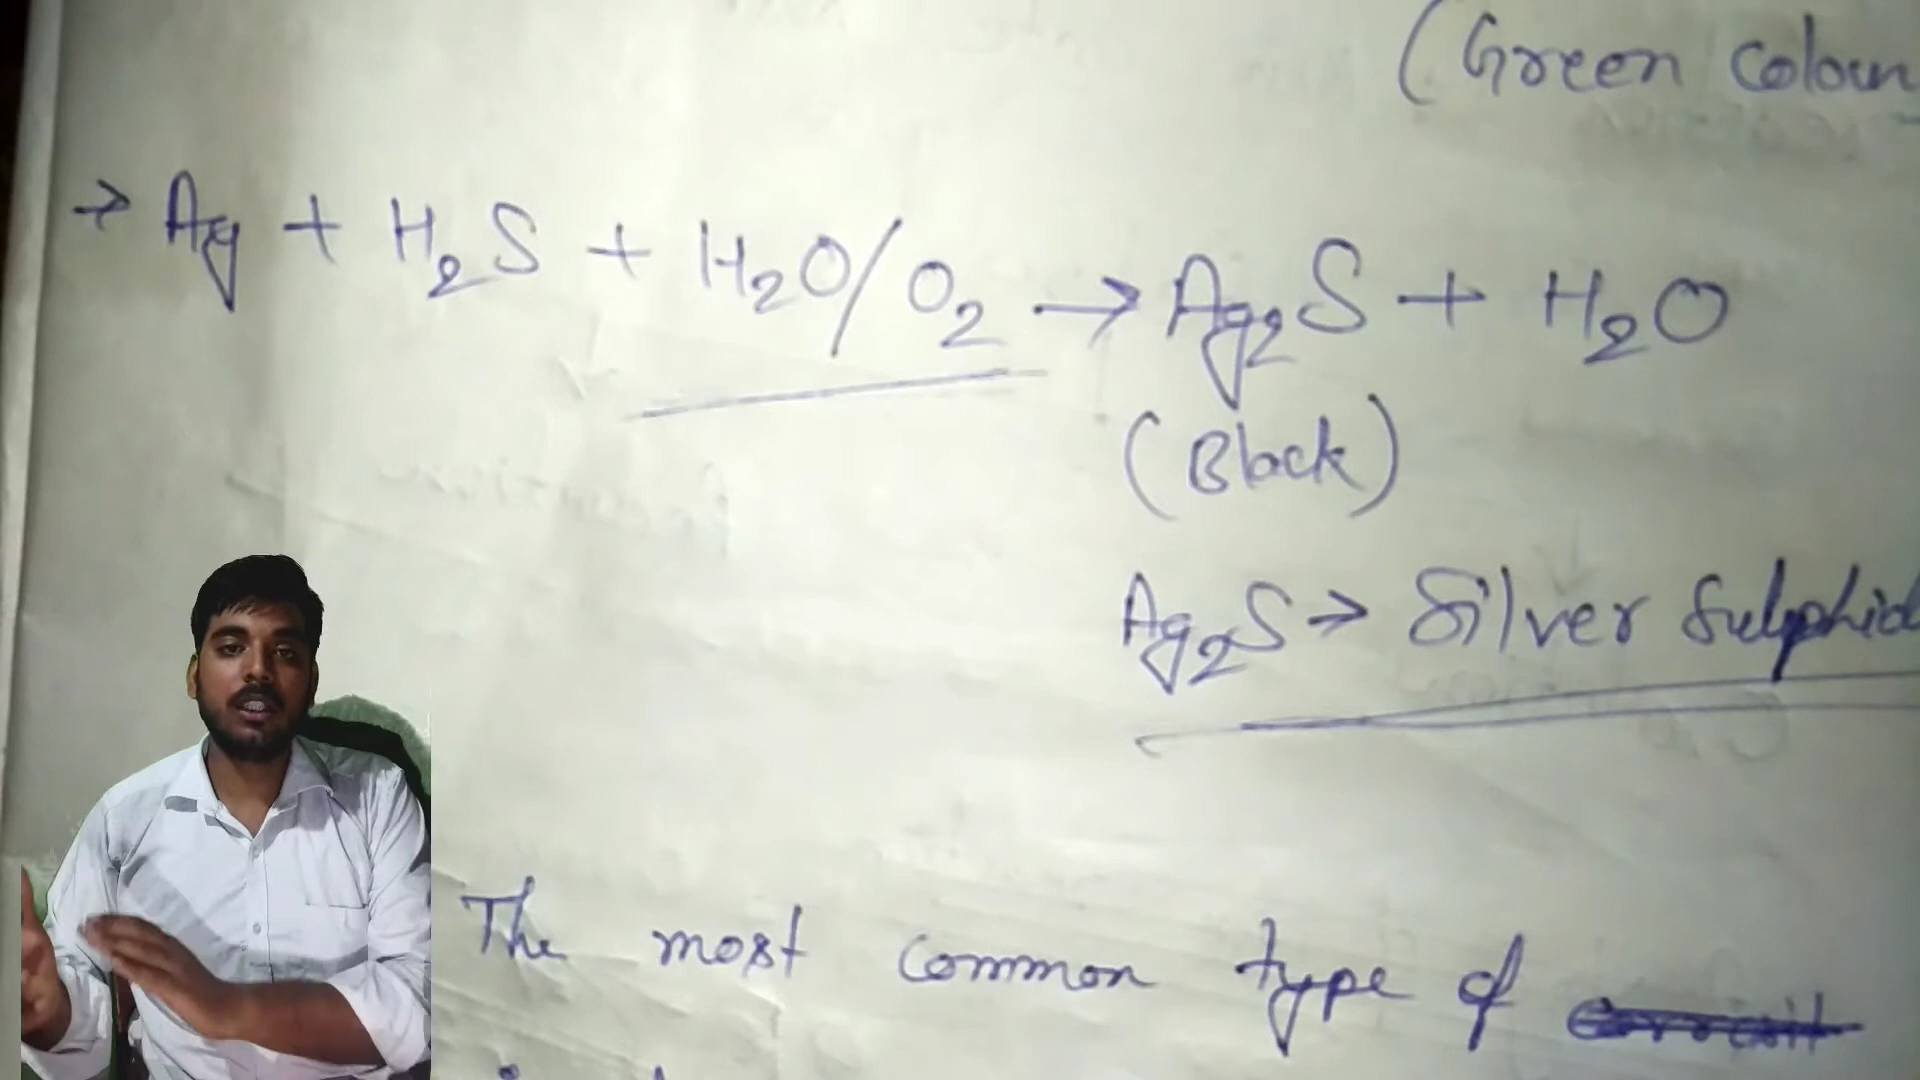 (Green Colour
→ Ag + H₂S + H₂O/O₂ → Ag₂S + H₂O
(Black)
Ag₂S → Silver Sulphid
The most common type of